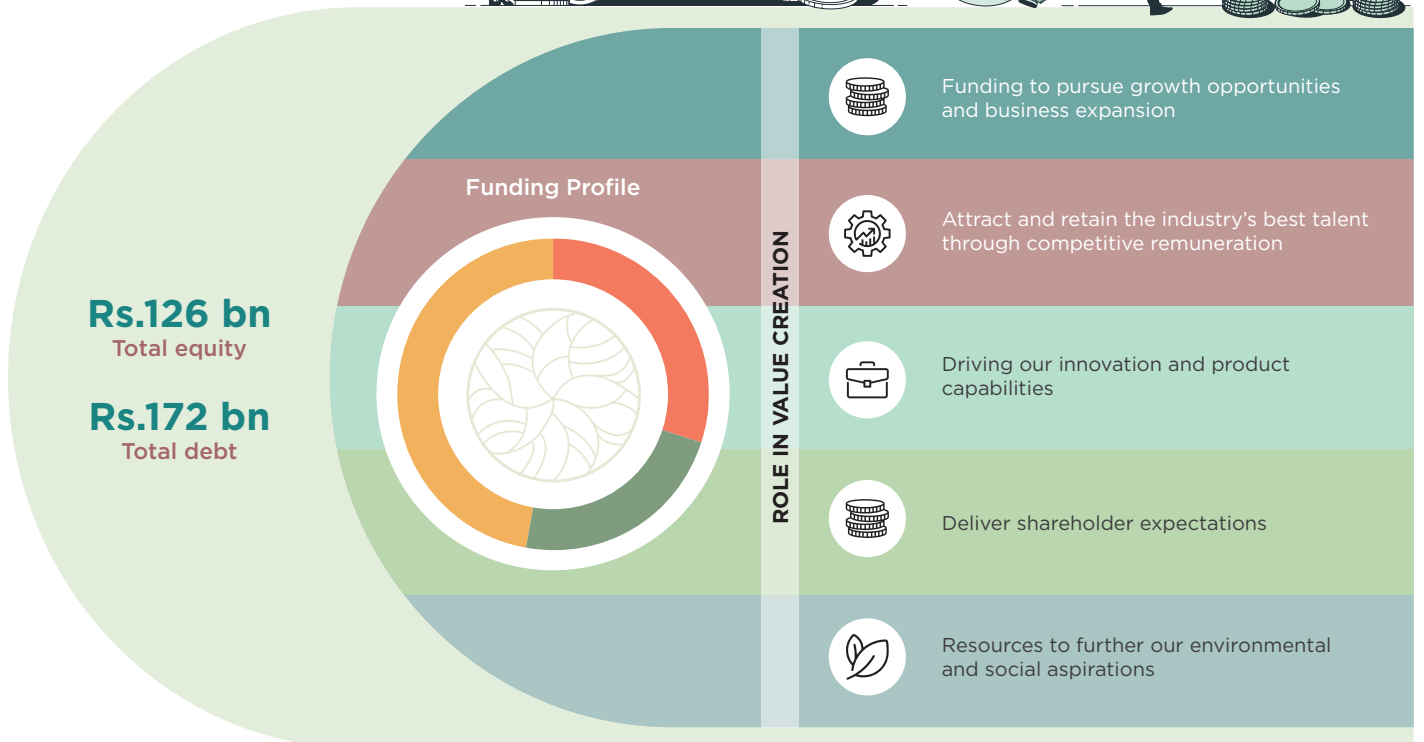 Rs.126 bn
Total equity
Rs.172 bn
Total debt
Funding Profile
ROLE IN VALUE CREATION
Funding to pursue growth opportunities
and business expansion
Attract and retain the industry’s best talent
through competitive remuneration
Driving our innovation and product
capabilities
Deliver shareholder expectations
Resources to further our environmental
and social aspirations